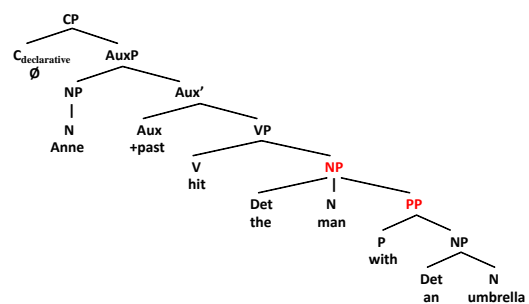 CP
C declarative AuxP
Ø
NP Aux’
N Aux VP
Anne +past
V NP
hit
Det N PP
the man
P NP
with
Det N
an umbrella